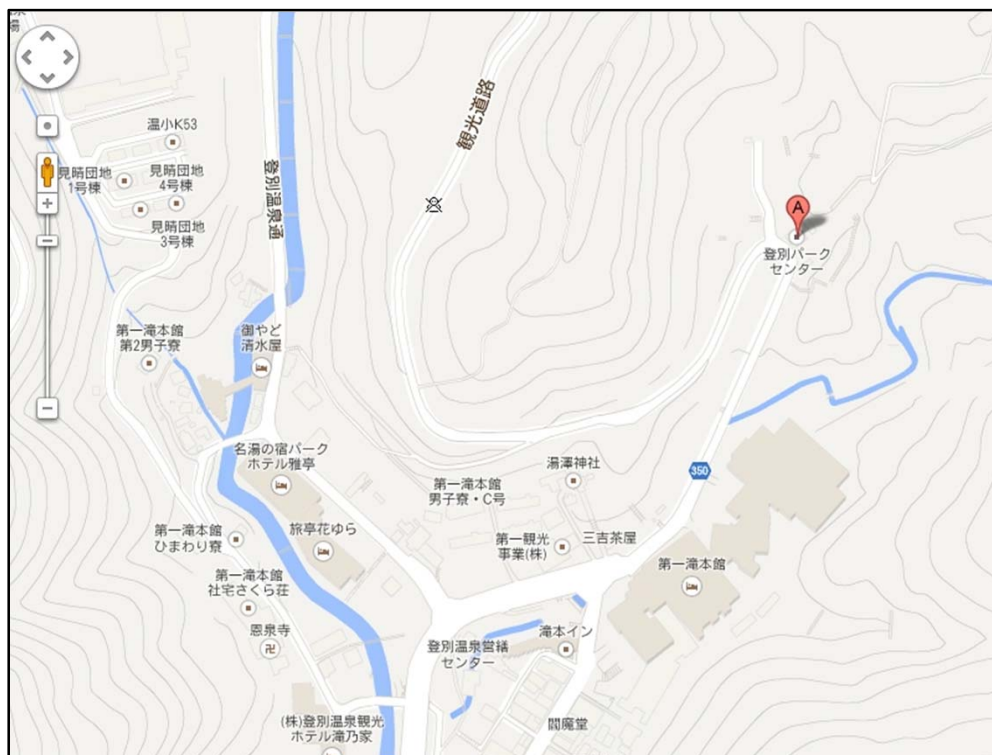 場
温小K53
見晴団地
1号棟
見晴団地
4号棟
見晴団地
3号棟
登別温泉通
観光道路
A
登別パーク
センター
第一滝本館
第2男子寮
御やど
清水屋
名湯の宿パーク
ホテル雅亭
旅亭花ゆら
第一滝本館
男子寮・C号
湯澤神社
350
第一滝本館
ひまわり寮
第一観光
事業(株)
三吉茶屋
第一滝本館
第一滝本館
社宅さくら荘
恩泉寺
卍
登別温泉営繕
センター
滝本イン
(株)登別温泉観光
ホテル滝乃家
閻魔堂